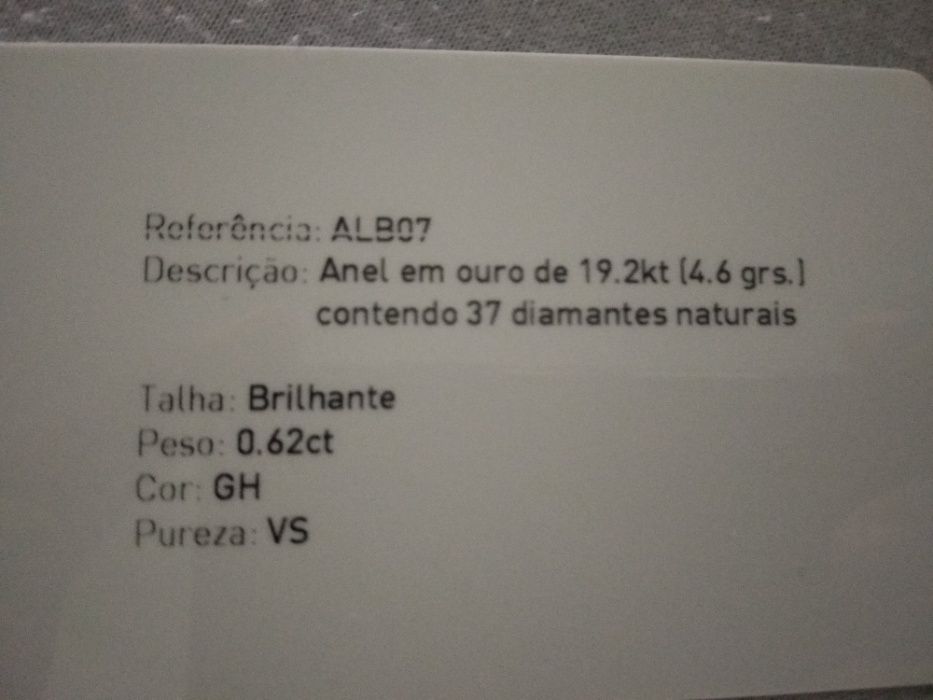 Referência: ALB07
Descrição: Anel em ouro de 19.2kt (4.6 grs.)
contendo 37 diamantes naturais
Talha: Brilhante
Peso: 0.62ct
Cor: GH
Pureza: VS